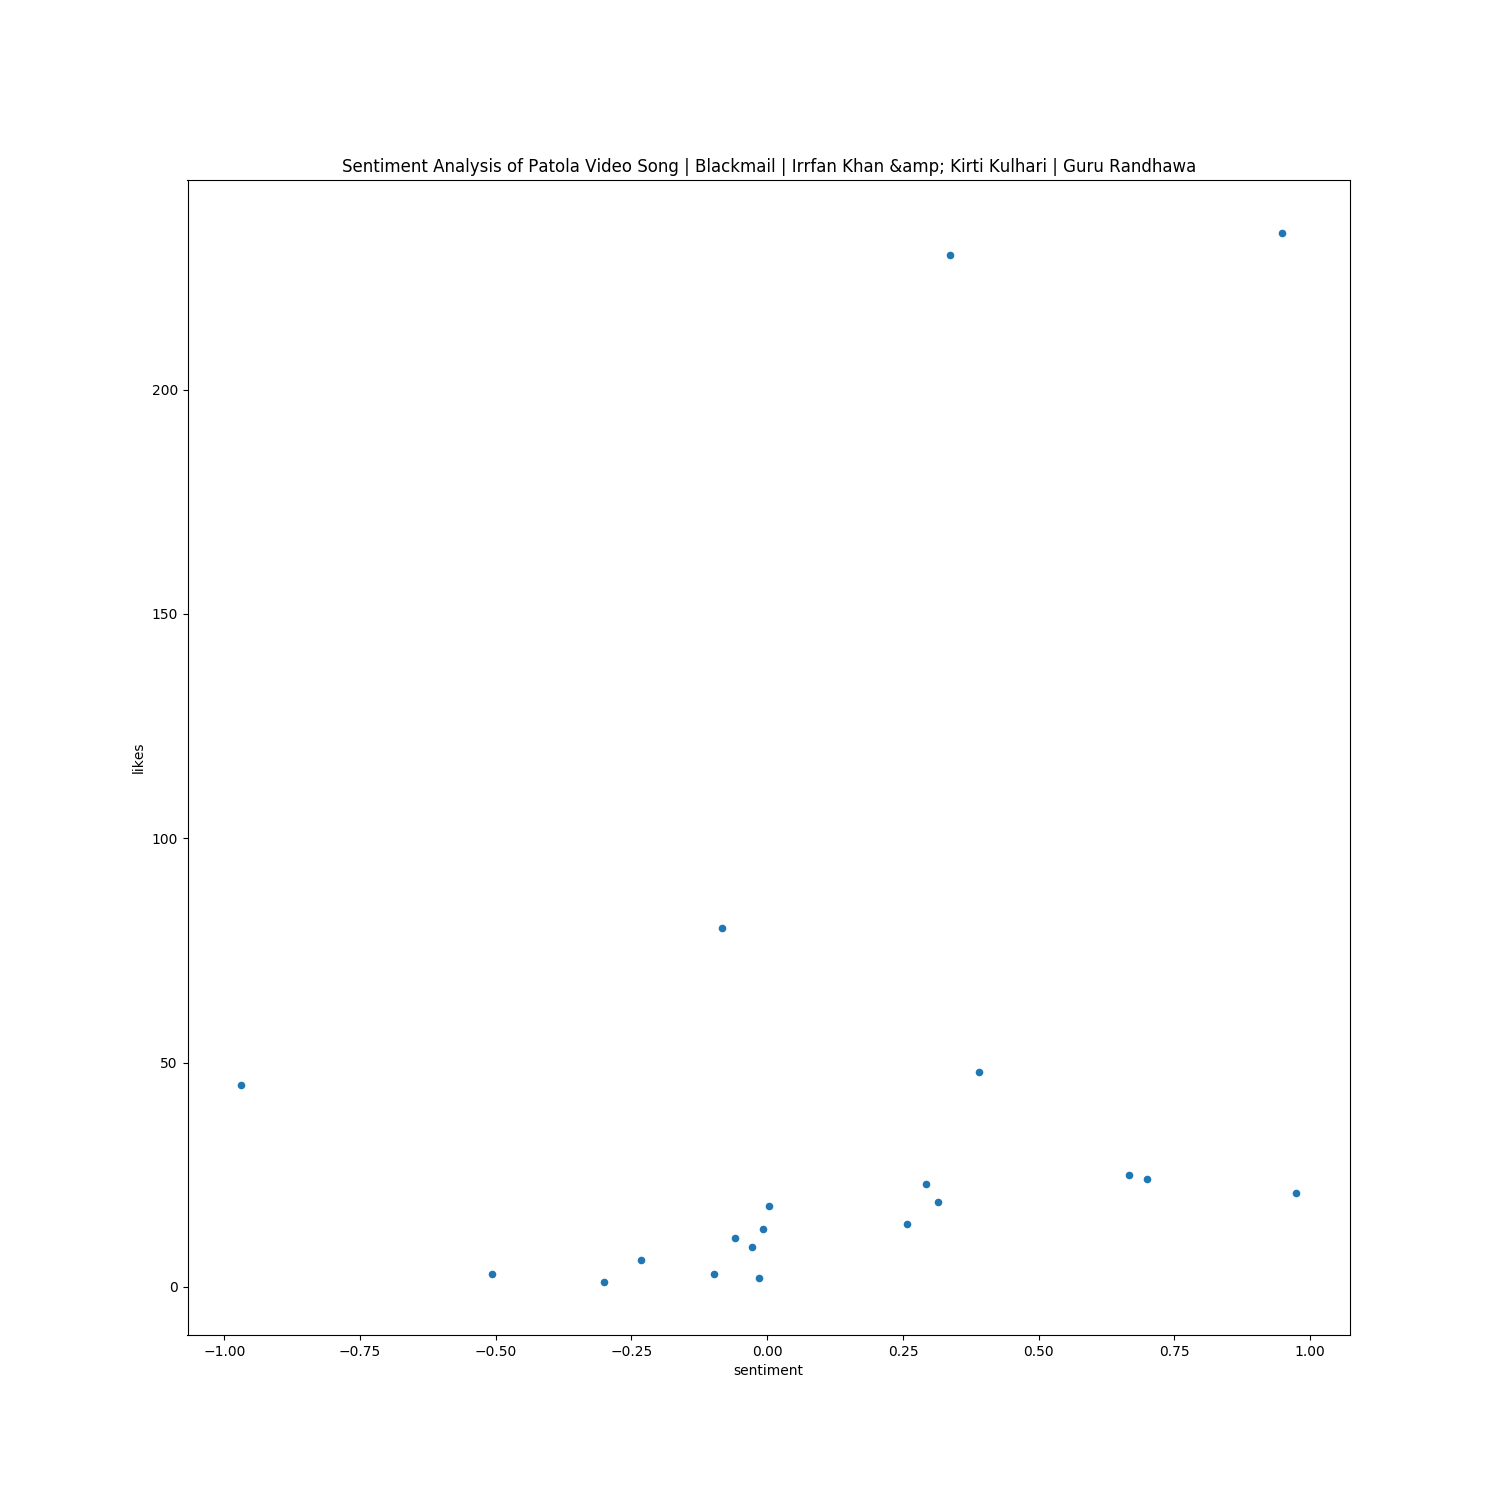 Sentiment Analysis of Patola Video Song | Blackmail | Irrfan Khan &amp; Kirti Kulhari | Guru Randhawa
200
150
100
50
0
likes
−1.00 −0.75 −0.50 −0.25 0.00 0.25 0.50 0.75 1.00
sentiment